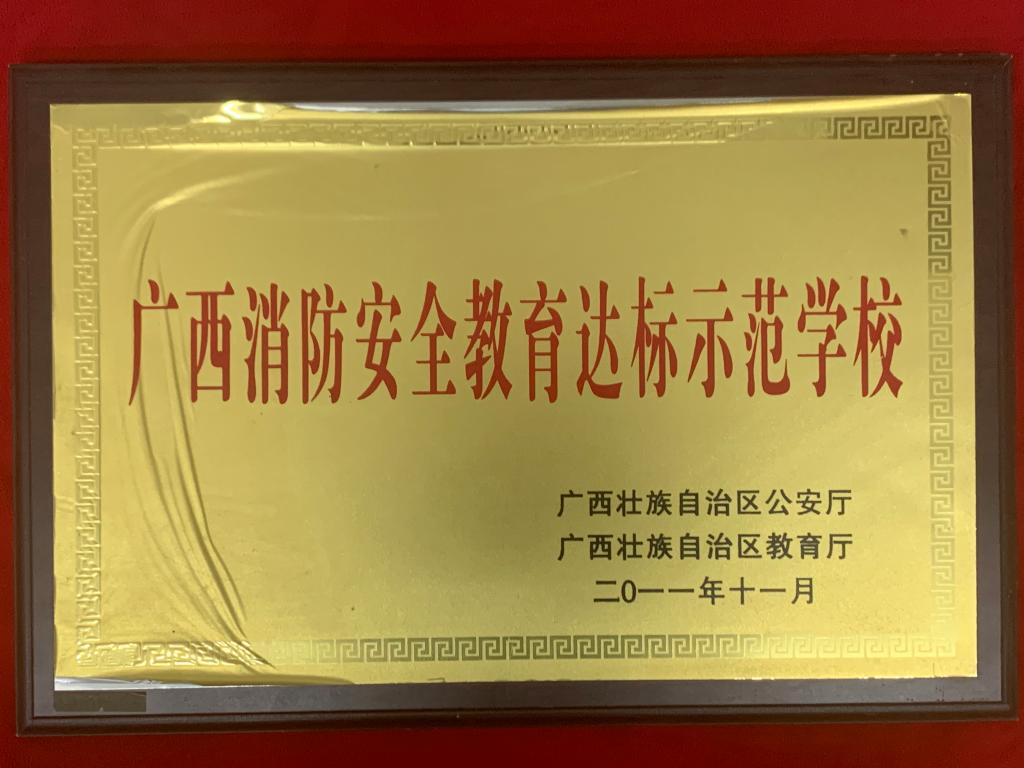 广西消防安全教育达标示范学校
广西壮族自治区公安厅
广西壮族自治区教育厅
二0一一年十一月